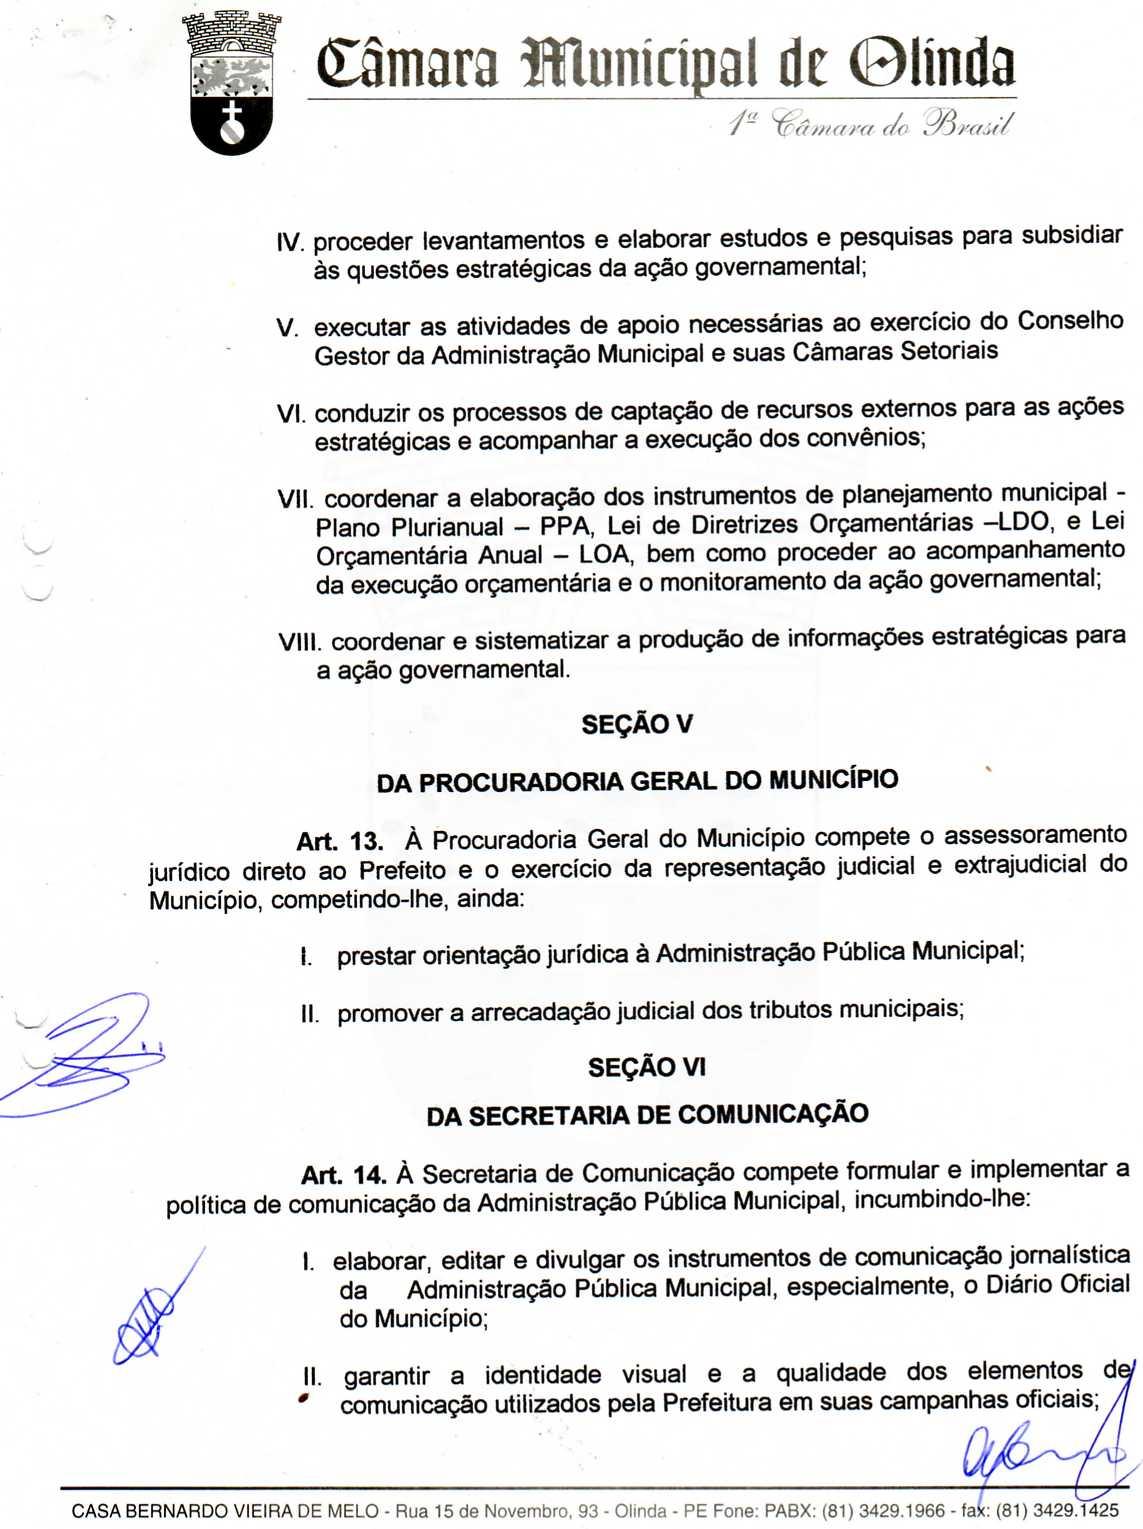 Câmara Municipal de Olinda
1ª Câmara do Brasil
IV. proceder levantamentos e elaborar estudos e pesquisas para subsidiar
às questões estratégicas da ação governamental;
V. executar as atividades de apoio necessárias ao exercício do Conselho
Gestor da Administração Municipal e suas Câmaras Setoriais
VI. conduzir os processos de captação de recursos externos para as ações
estratégicas e acompanhar a execução dos convênios;
VII. coordenar a elaboração dos instrumentos de planejamento municipal -
Plano Plurianual – PPA, Lei de Diretrizes Orçamentárias –LDO, e Lei
Orçamentária Anual – LOA, bem como proceder ao acompanhamento
da execução orçamentária e o monitoramento da ação governamental;
VIII. coordenar e sistematizar a produção de informações estratégicas para
a ação governamental.
SEÇÃO V
DA PROCURADORIA GERAL DO MUNICÍPIO
Art. 13. À Procuradoria Geral do Município compete o assessoramento
jurídico direto ao Prefeito e o exercício da representação judicial e extrajudicial do
Município, competindo-lhe, ainda:
I. prestar orientação jurídica à Administração Pública Municipal;
II. promover a arrecadação judicial dos tributos municipais;
SEÇÃO VI
DA SECRETARIA DE COMUNICAÇÃO
Art. 14. À Secretaria de Comunicação compete formular e implementar a
política de comunicação da Administração Pública Municipal, incumbindo-lhe:
I. elaborar, editar e divulgar os instrumentos de comunicação jornalística
da Administração Pública Municipal, especialmente, o Diário Oficial
do Município;
II. garantir a identidade visual e a qualidade dos elementos de
comunicação utilizados pela Prefeitura em suas campanhas oficiais;
CASA BERNARDO VIEIRA DE MELO - Rua 15 de Novembro, 93 - Olinda - PE Fone: PABX: (81) 3429.1966 - fax: (81) 3429.1425